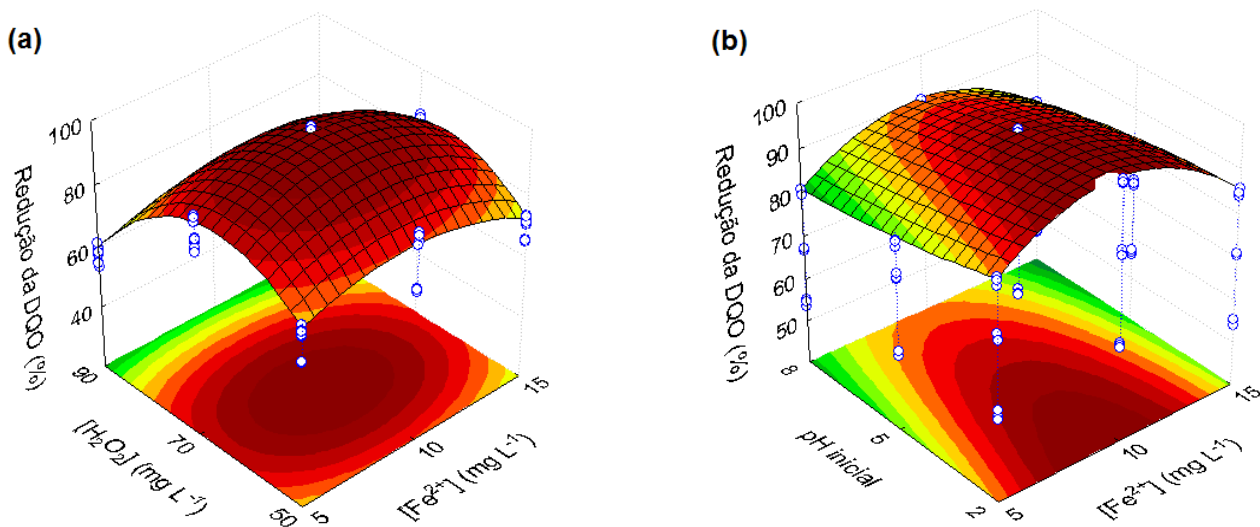 (a)
Redução da DQO (%)
100
80
60
40
90
70
50
[H₂O₂] (mg L⁻¹)
5
10
15
[Fe²⁺] (mg L⁻¹)
(b)
Redução da DQO (%)
100
90
80
70
60
50
8
5
2
pH inicial
5
10
15
[Fe²⁺] (mg L⁻¹)